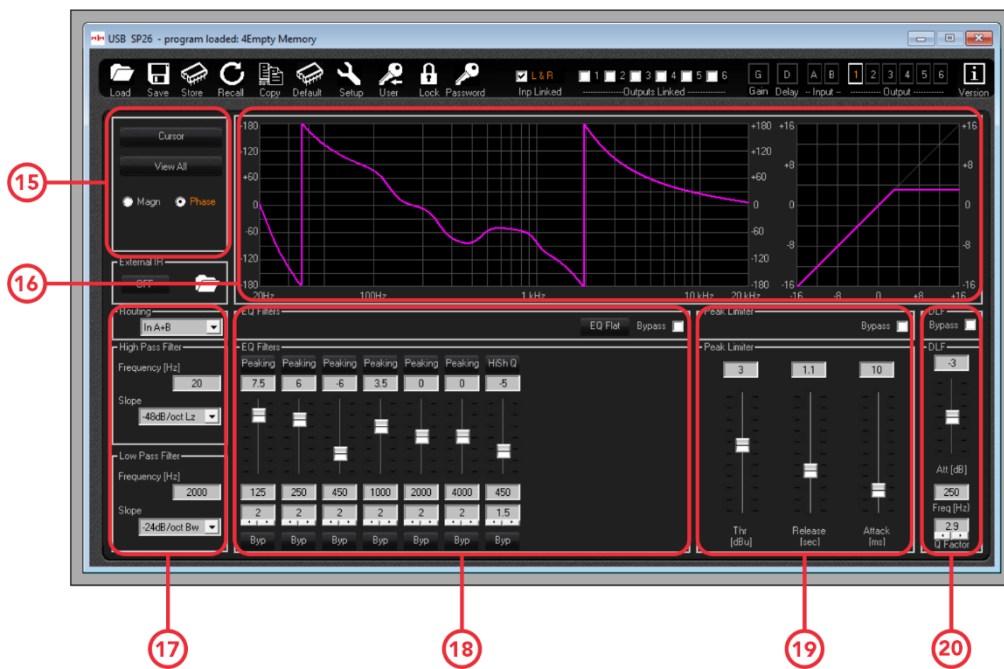 USB SP26 - program loaded: 4Empty Memory
Load Save Store Recall Copy Default Setup User Lock Password
L & R
Inp Linked
1 2 3 4 5 6
Outputs Linked
G D A B 1 2 3 4 5 6
Gain Delay -- Input -- Output
Version
Cursor
View All
Magn Phase
External IR
OFF
15
16
-180 +180 +16 +16
-120 +120
+60 +60 +8 +8
0 0 0 0
-60 -60
-120 -120 -8 -8
-180 -180 -16 -16
20Hz 100Hz 1 kHz 10 kHz 20 kHz -16 -8 0 +8 +16
Routing
In A+B
High Pass Filter
Frequency [Hz]
20
Slope
-48dB/oct Lz
Low Pass Filter
Frequency [Hz]
2000
Slope
-24dB/oct Bw
EQ Filters
EQ Flat Bypass
EQ Filters
Peaking Peaking Peaking Peaking Peaking Peaking HiSh Q
7.5 6 -6 3.5 0 0 -5
125 250 450 1000 2000 4000 450
2 2 2 2 2 2 1.5
Byp Byp Byp Byp Byp Byp Byp
Peak Limiter
Bypass
Peak Limiter
3 1.1 10
Thr [dBu]
Release [sec]
Attack [ms]
DLF
Bypass
DLF
-3
Att [dB]
250
Freq [Hz]
2.9
Q Factor
17 18 19 20